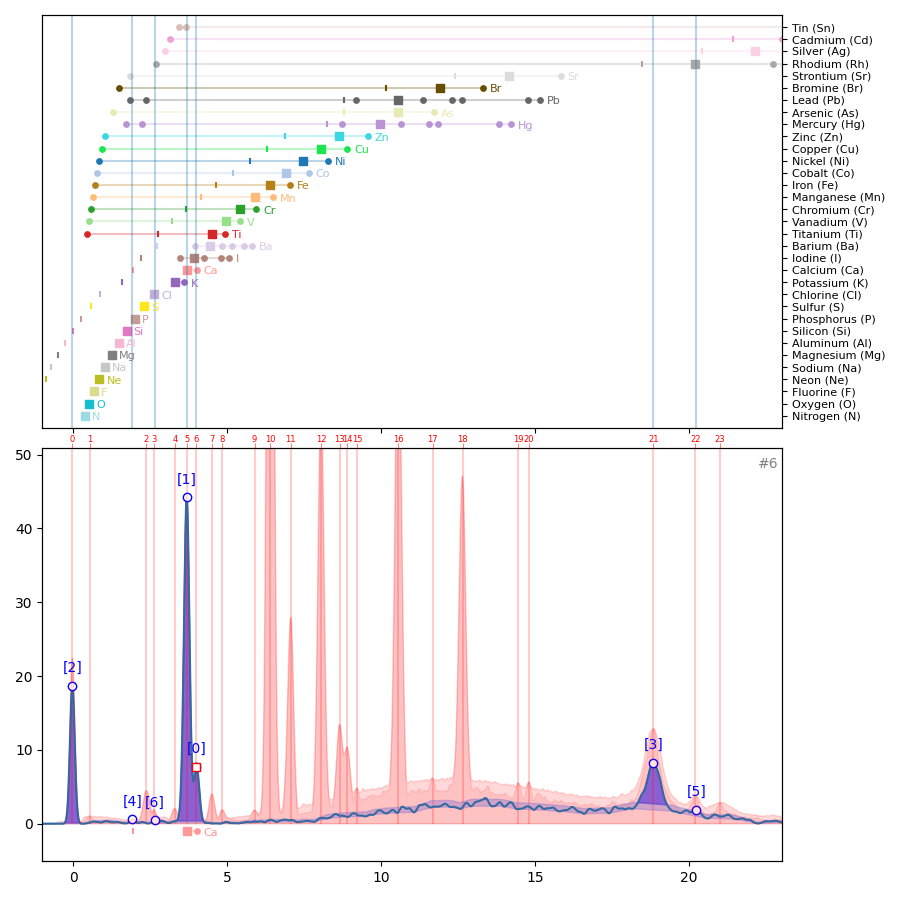 Tin (Sn)
Cadmium (Cd)
Silver (Ag)
Rhodium (Rh)
Sr Strontium (Sr)
Br Bromine (Br)
Pb Lead (Pb)
As Arsenic (As)
Hg Mercury (Hg)
Zn Zinc (Zn)
Cu Copper (Cu)
Ni Nickel (Ni)
Co Cobalt (Co)
Fe Iron (Fe)
Mn Manganese (Mn)
Cr Chromium (Cr)
V Vanadium (V)
Ti Titanium (Ti)
Ba Barium (Ba)
I Iodine (I)
Ca Calcium (Ca)
K Potassium (K)
Cl Chlorine (Cl)
S Sulfur (S)
P Phosphorus (P)
Si Silicon (Si)
Al Aluminum (Al)
Mg Magnesium (Mg)
Na Sodium (Na)
Ne Neon (Ne)
F Fluorine (F)
O Oxygen (O)
N Nitrogen (N)
0 1 2 3 4 5 6 7 8 9 10 11 12 13 14 15 16 17 18 19 20 21 22 23
#6
50
40
30
20
10
0
[1]
[2]
[0]
[3]
[4] [6]
[5]
Ca
0 5 10 15 20